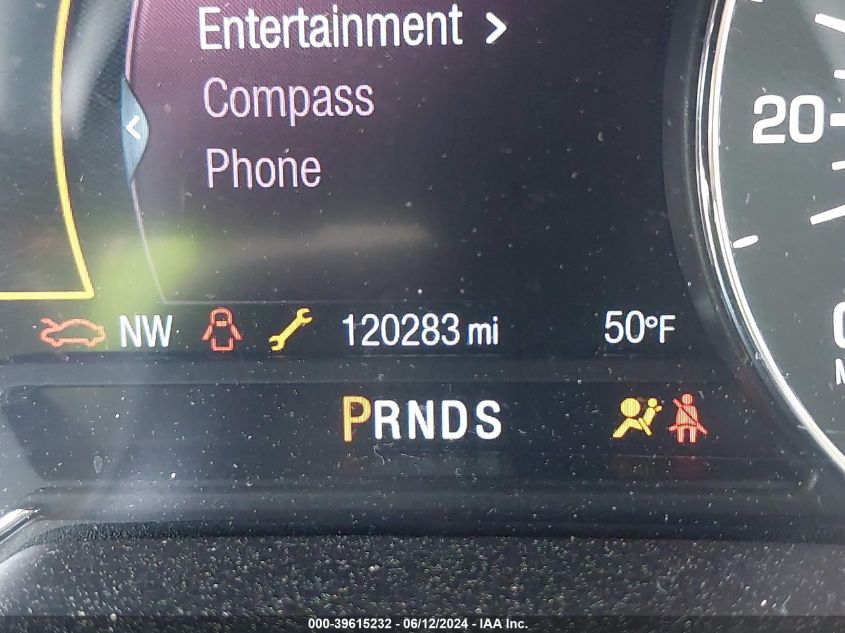 Entertainment >
Compass
<
Phone
20
NW
120283 mi
50°F
PRNDS
000-39615232 - 06/12/2024 - IAA, Inc.